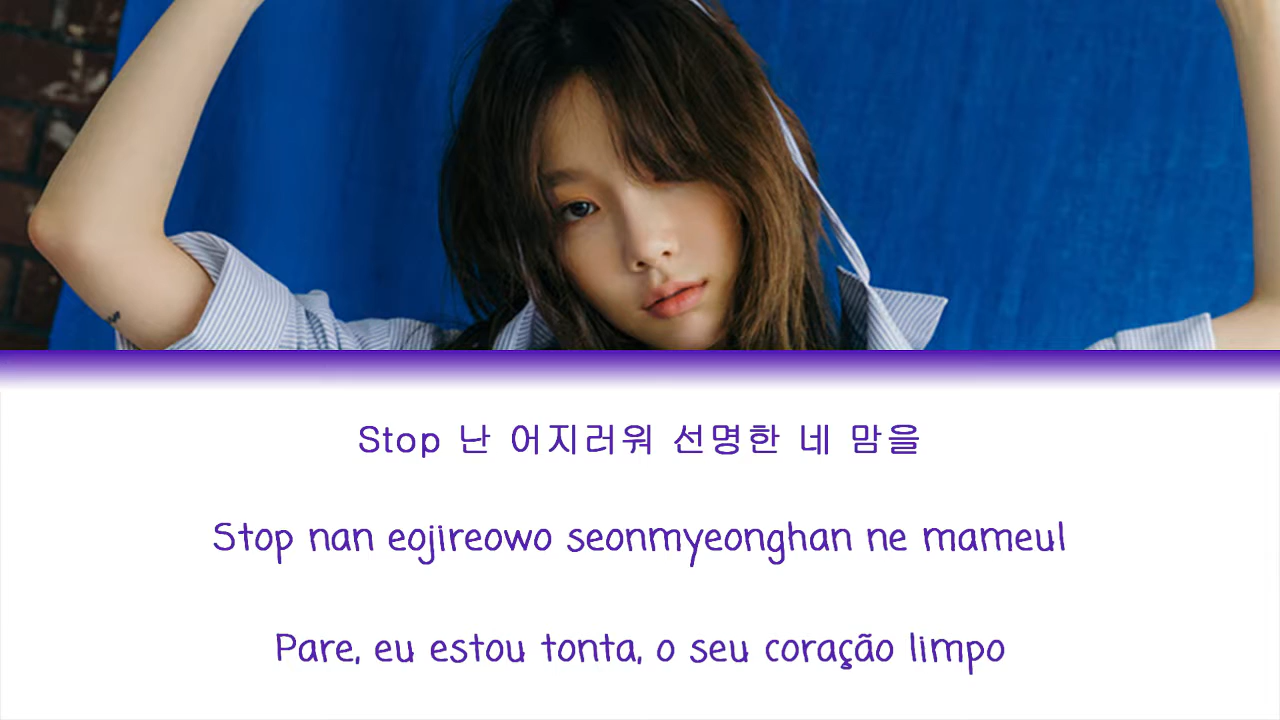 Stop 난 어지러워 선명한 네 맘을
Stop nan eojireowo seonmyeonghan ne mameul
Pare, eu estou tonta, o seu coração limpo